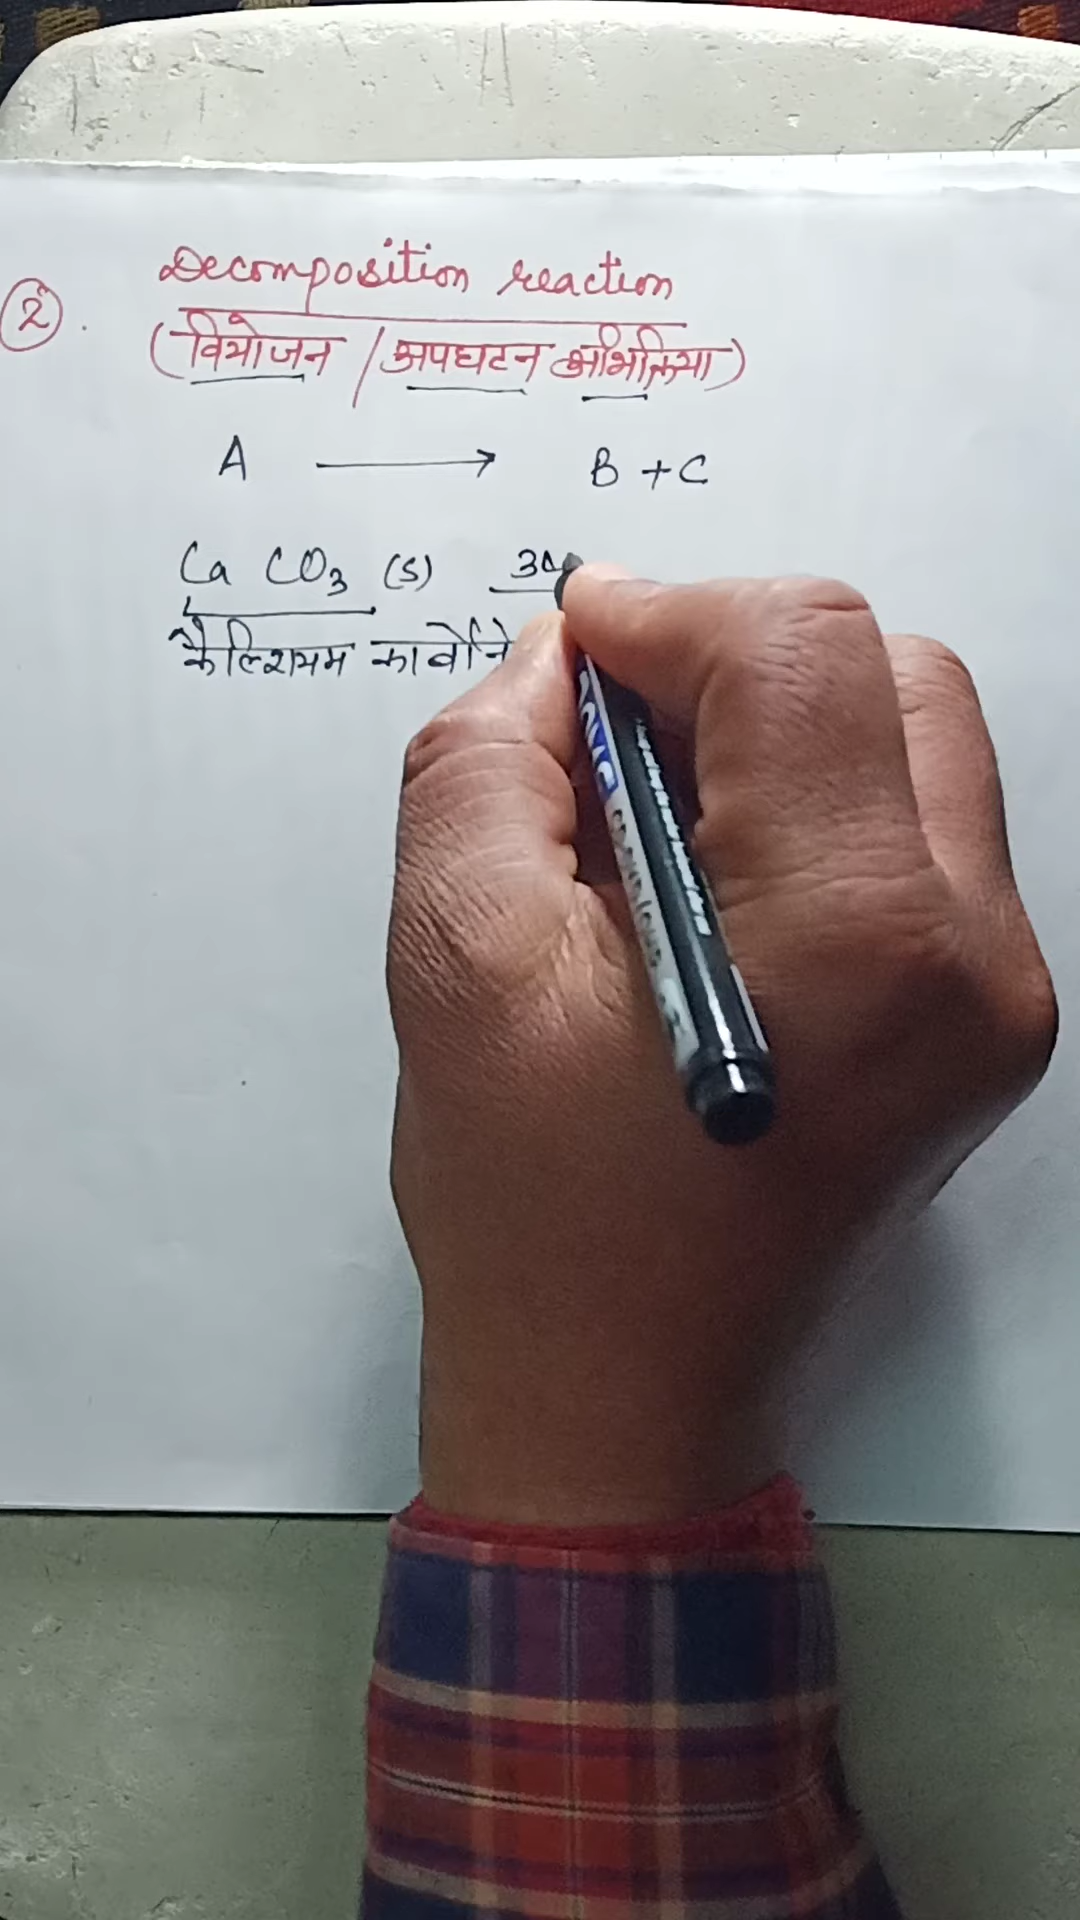 2. Decomposition reaction
(वियोजन / अपघटन अभिक्रिया)
A ⟶ B + C
Ca CO₃ (s)
कैल्शियम कार्बोने